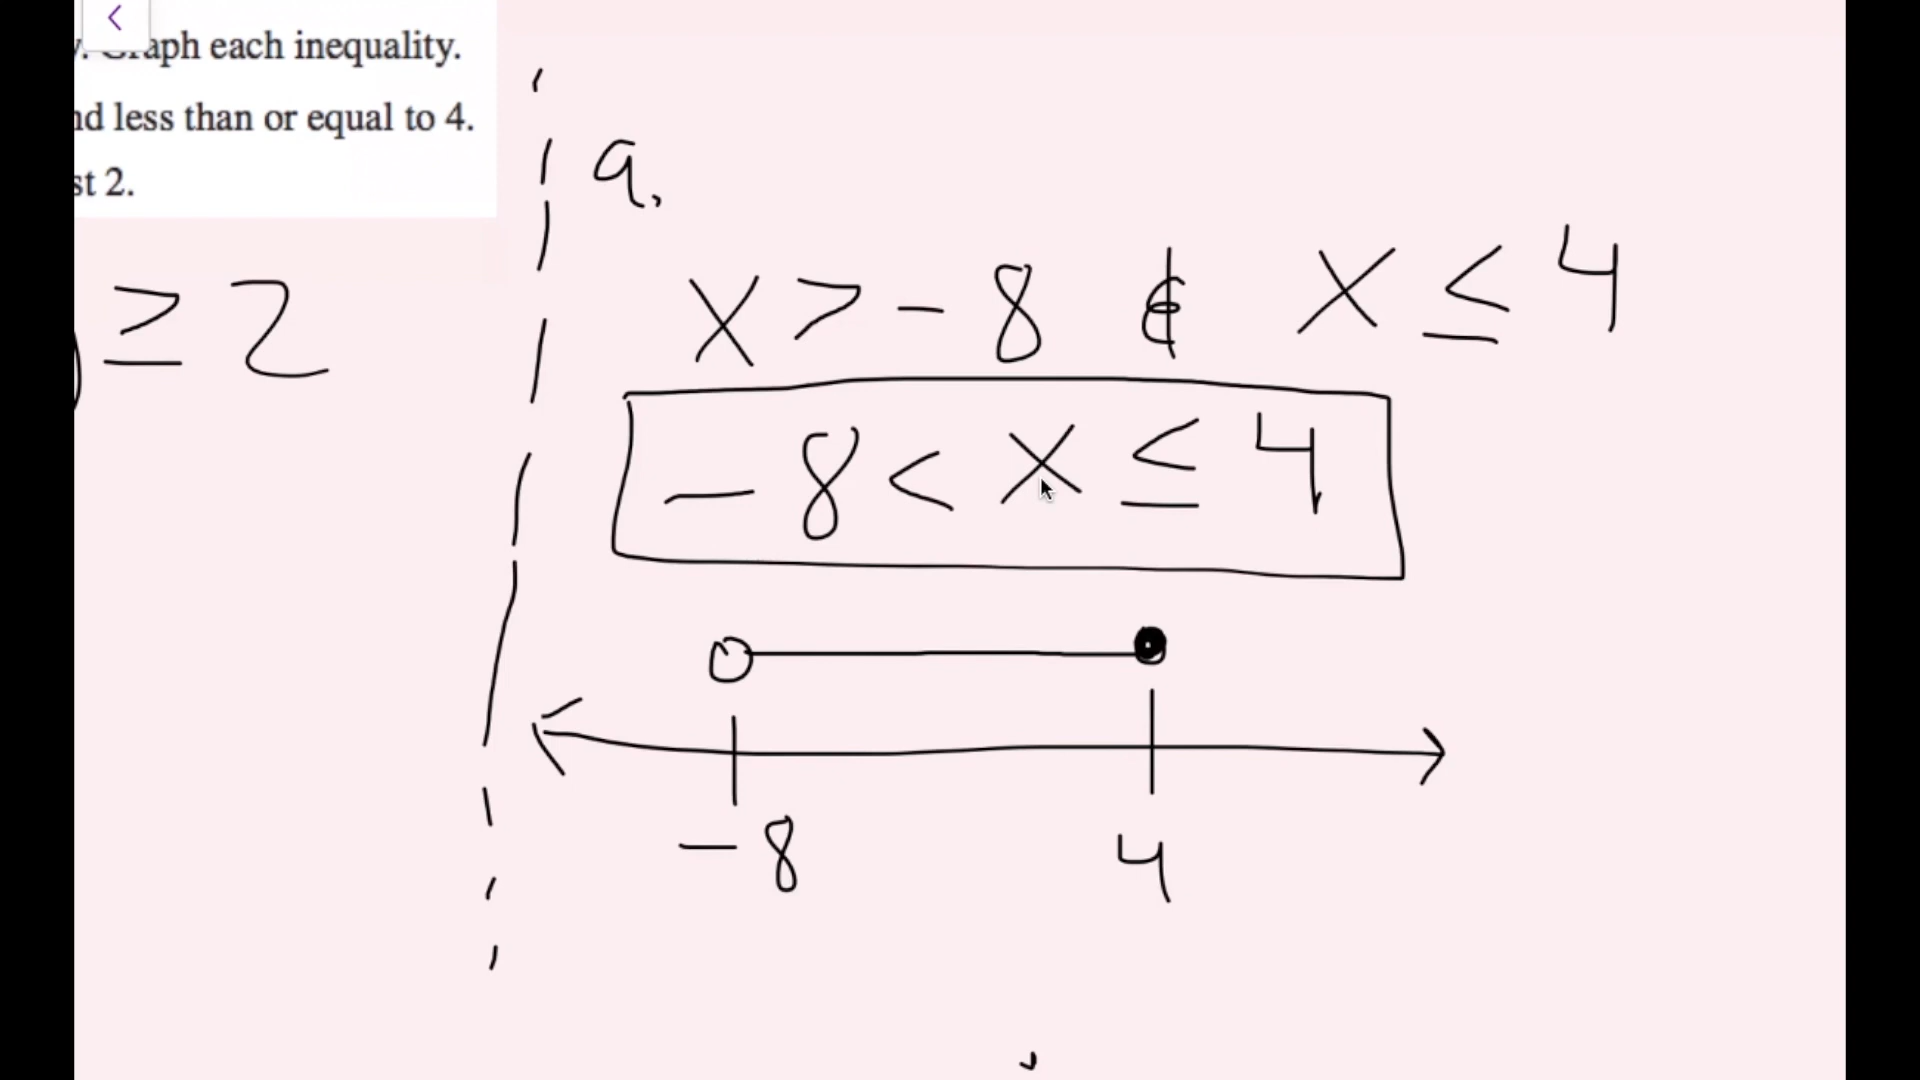 aph each inequality.
nd less than or equal to 4.
st 2.
a.
≥ 2
x > -8 & x ≤ 4
-8 < x ≤ 4
-8 4